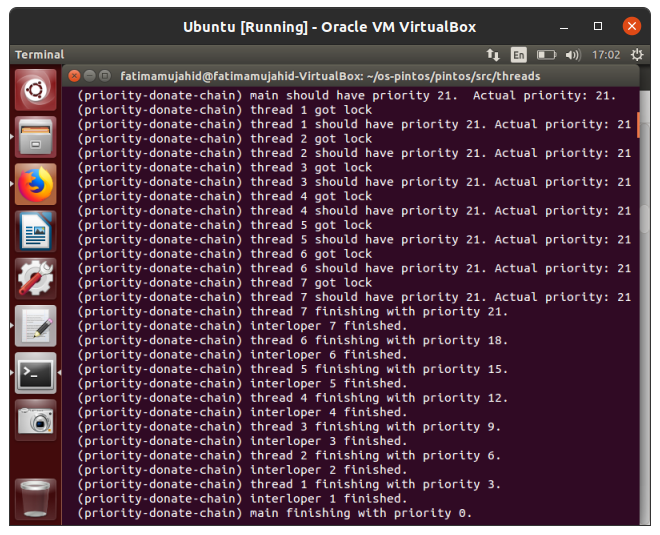 Ubuntu [Running] - Oracle VM VirtualBox
Terminal
En
17:02
fatimamujahid@fatimamujahid-VirtualBox: ~/os-pintos/pintos/src/threads
(priority-donate-chain) main should have priority 21.  Actual priority: 21.
(priority-donate-chain) thread 1 got lock
(priority-donate-chain) thread 1 should have priority 21. Actual priority: 21
(priority-donate-chain) thread 2 got lock
(priority-donate-chain) thread 2 should have priority 21. Actual priority: 21
(priority-donate-chain) thread 3 got lock
(priority-donate-chain) thread 3 should have priority 21. Actual priority: 21
(priority-donate-chain) thread 4 got lock
(priority-donate-chain) thread 4 should have priority 21. Actual priority: 21
(priority-donate-chain) thread 5 got lock
(priority-donate-chain) thread 5 should have priority 21. Actual priority: 21
(priority-donate-chain) thread 6 got lock
(priority-donate-chain) thread 6 should have priority 21. Actual priority: 21
(priority-donate-chain) thread 7 got lock
(priority-donate-chain) thread 7 should have priority 21. Actual priority: 21
(priority-donate-chain) thread 7 finishing with priority 21.
(priority-donate-chain) interloper 7 finished.
(priority-donate-chain) thread 6 finishing with priority 18.
(priority-donate-chain) interloper 6 finished.
(priority-donate-chain) thread 5 finishing with priority 15.
(priority-donate-chain) interloper 5 finished.
(priority-donate-chain) thread 4 finishing with priority 12.
(priority-donate-chain) interloper 4 finished.
(priority-donate-chain) thread 3 finishing with priority 9.
(priority-donate-chain) interloper 3 finished.
(priority-donate-chain) thread 2 finishing with priority 6.
(priority-donate-chain) interloper 2 finished.
(priority-donate-chain) thread 1 finishing with priority 3.
(priority-donate-chain) interloper 1 finished.
(priority-donate-chain) main finishing with priority 0.